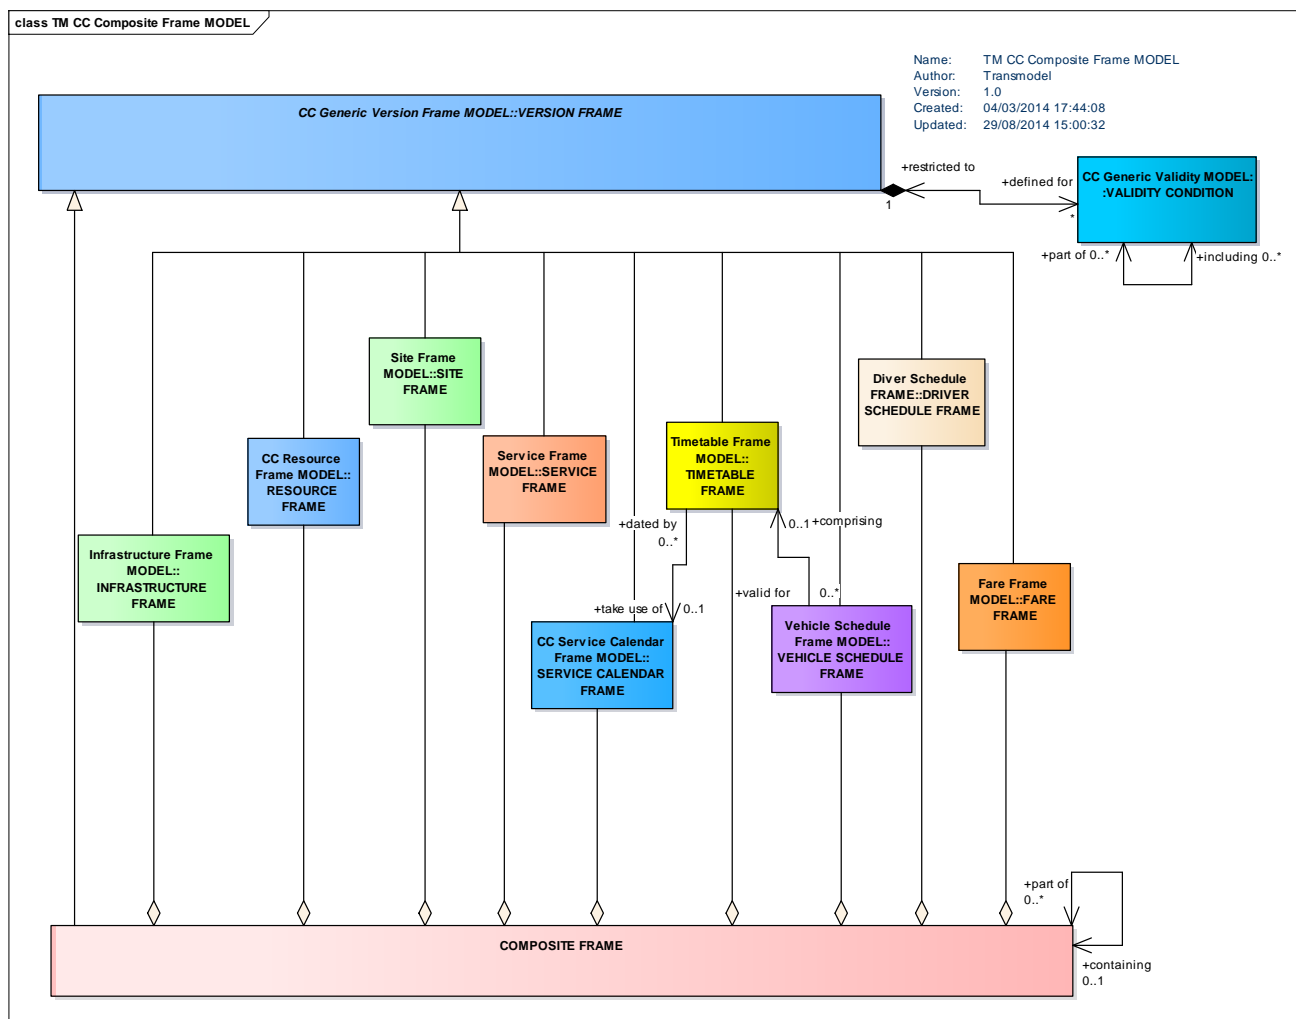 class TM CC Composite Frame MODEL
Name: TM CC Composite Frame MODEL
Author: Transmodel
Version: 1.0
Created: 04/03/2014 17:44:08
Updated: 29/08/2014 15:00:32
CC Generic Version Frame MODEL::VERSION FRAME
+restricted to
1
+defined for
*
CC Generic Validity MODEL:
:VALIDITY CONDITION
+part of 0..*
+including 0..*
Site Frame
MODEL::SITE
FRAME
Diver Schedule
FRAME::DRIVER
SCHEDULE FRAME
CC Resource
Frame MODEL::
RESOURCE
FRAME
Service Frame
MODEL::SERVICE
FRAME
Timetable Frame
MODEL::
TIMETABLE
FRAME
+dated by
0..*
0..1
+comprising
Infrastructure Frame
MODEL::
INFRASTRUCTURE
FRAME
Fare Frame
MODEL::FARE
FRAME
+take use of
0..1
+valid for
0..*
CC Service Calendar
Frame MODEL::
SERVICE CALENDAR
FRAME
Vehicle Schedule
Frame MODEL::
VEHICLE SCHEDULE
FRAME
+part of
0..*
COMPOSITE FRAME
+containing
0..1